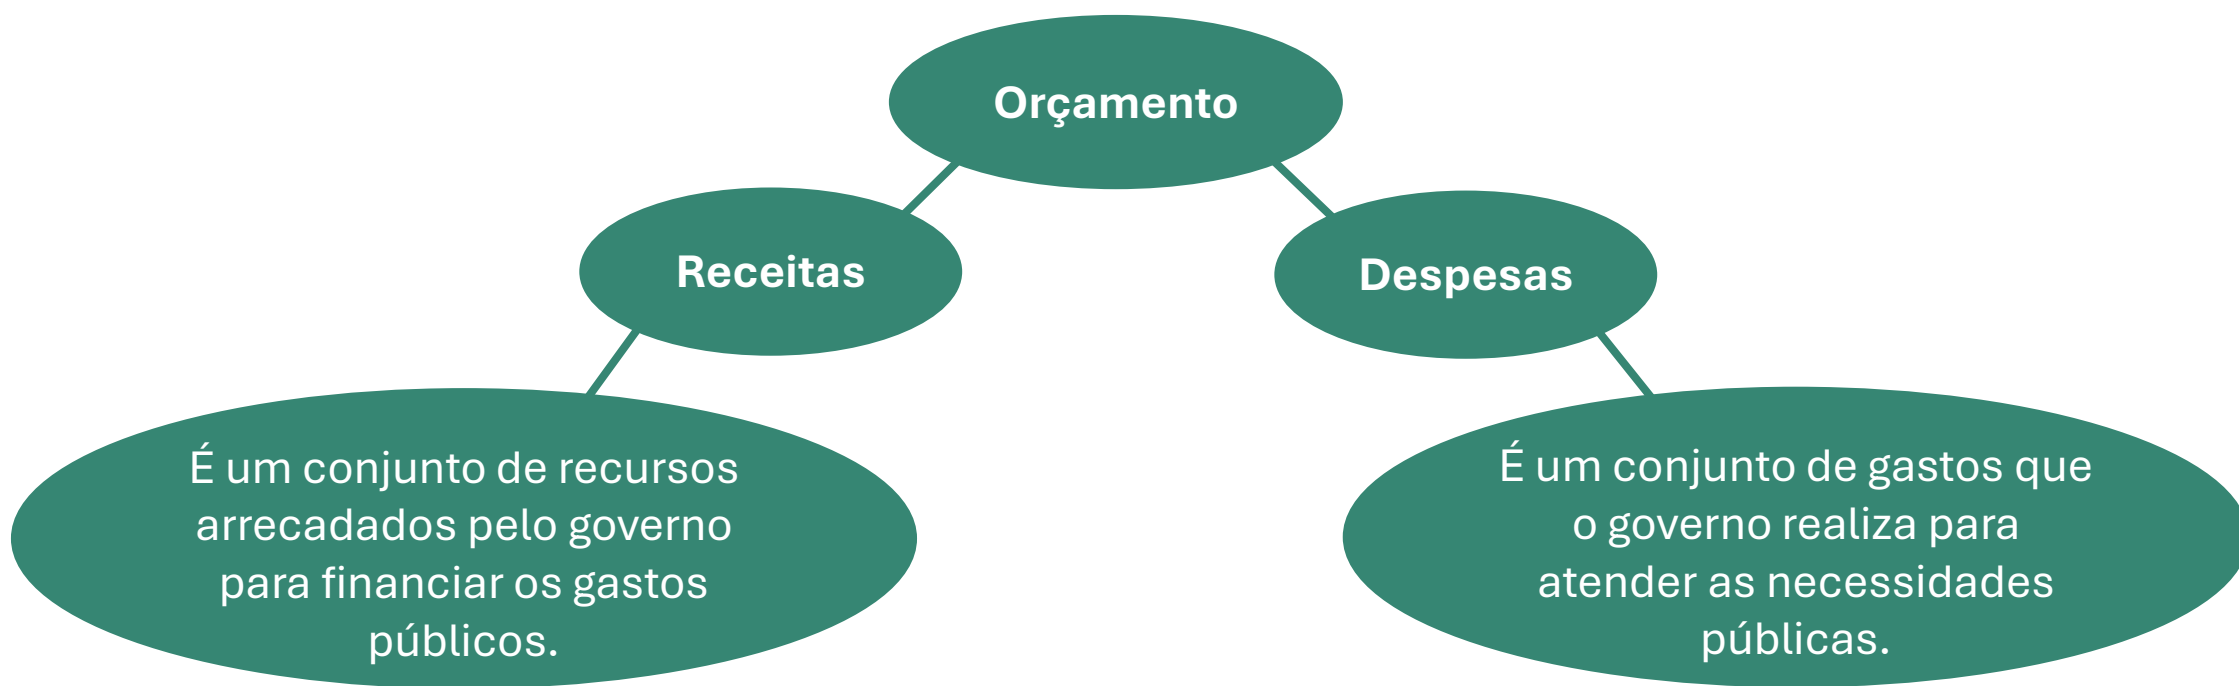 Orçamento
Receitas
Despesas
É um conjunto de recursos
arrecadados pelo governo
para financiar os gastos
públicos.
É um conjunto de gastos que
o governo realiza para
atender as necessidades
públicas.